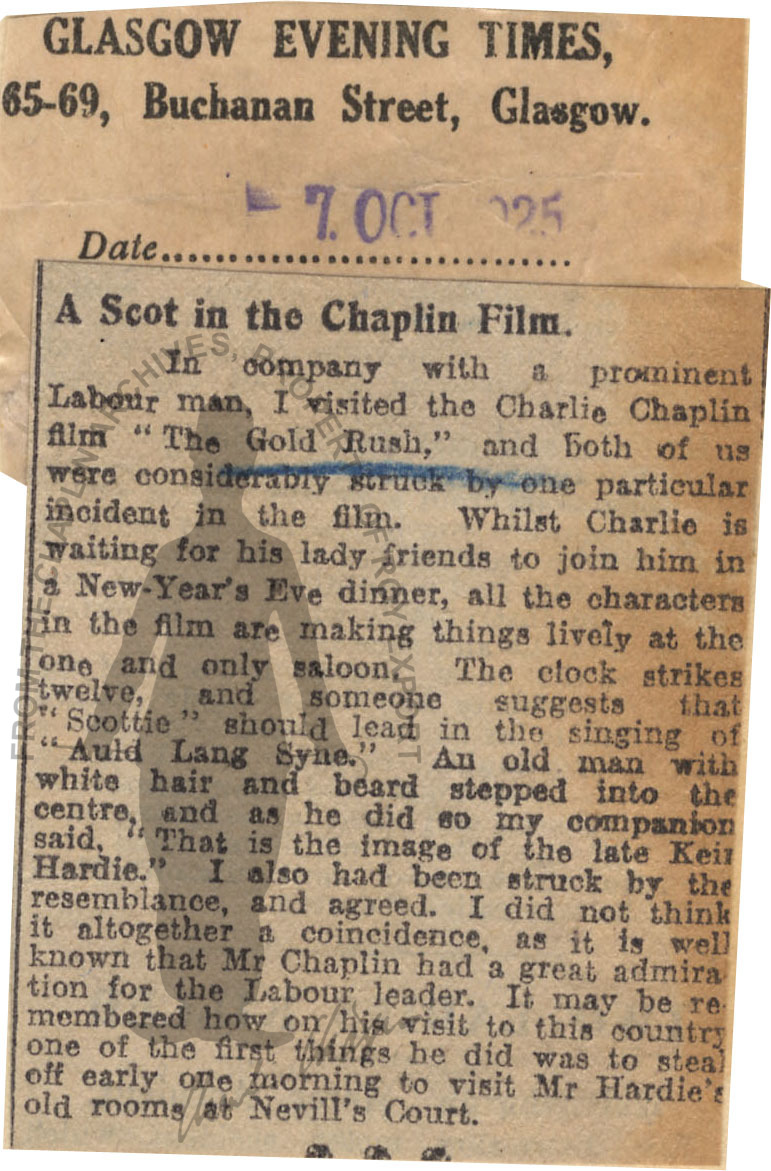 GLASGOW EVENING TIMES,
65-69, Buchanan Street, Glasgow.
- 7. OCT 1925
Date..............................
A Scot in the Chaplin Film.
In company with a prominent
Labour man, I visited the Charlie Chaplin
film "The Gold Rush," and both of us
were considerably struck by one particular
incident in the film. Whilst Charlie is
waiting for his lady friends to join him in
a New-Year's Eve dinner, all the characters
in the film are making things lively at the
one and only saloon. The clock strikes
twelve, and someone suggests that
"Scottie" should lead in the singing of
"Auld Lang Syne." An old man with
white hair and beard stepped into the
centre, and as he did so my companion
said, "That is the image of the late Keir
Hardie." I also had been struck by the
resemblance, and agreed. I did not think
it altogether a coincidence, as it is well
known that Mr Chaplin had a great admira-
tion for the Labour leader. It may be re-
membered how on his visit to this country
one of the first things he did was to steal
off early one morning to visit Mr Hardie's
old rooms at Nevill's Court.
FROM THE CHAPLIN ARCHIVES, PROPERTY OF ROY EXPORT